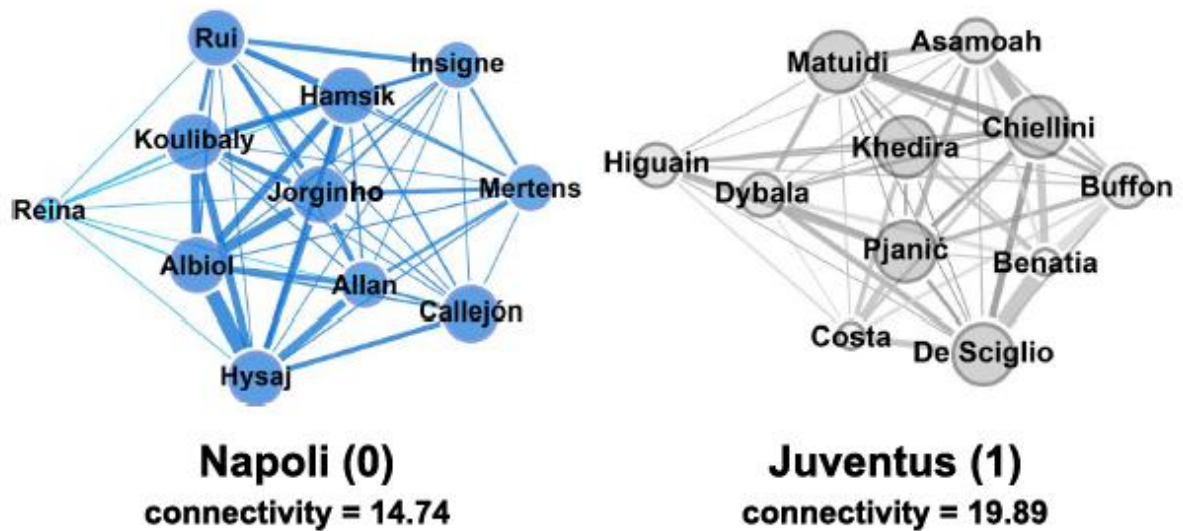 Rui
Insigne
Hamsik
Koulibaly
Jorginho
Mertens
Reina
Albiol
Allan
Callejón
Hysaj
Napoli (0)
connectivity = 14.74
Asamoah
Matuidi
Chiellini
Khedira
Higuain
Dybala
Buffon
Pjanić
Benatia
Costa
De Sciglio
Juventus (1)
connectivity = 19.89